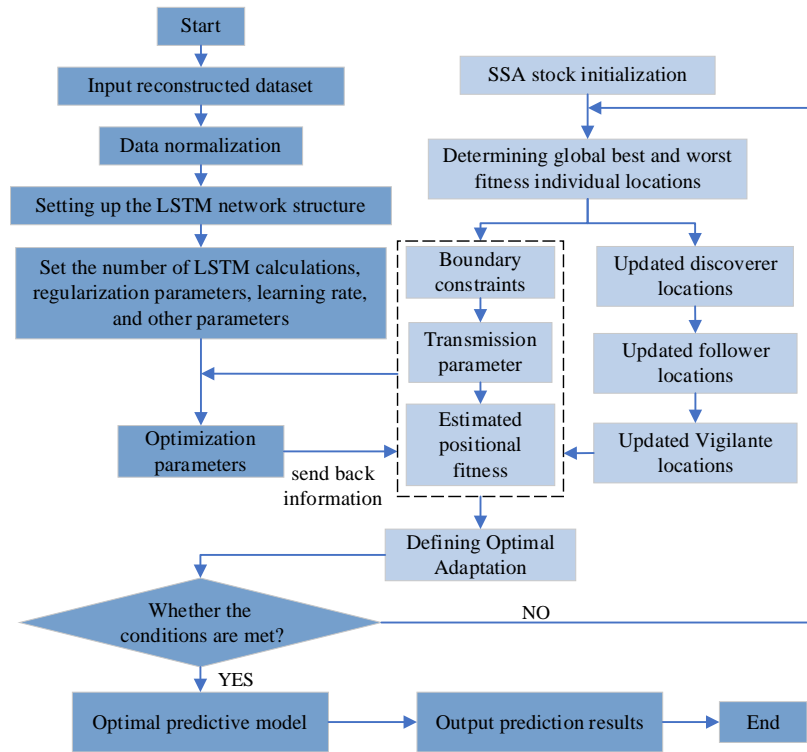 Start
Input reconstructed dataset
Data normalization
Setting up the LSTM network structure
Set the number of LSTM calculations,
regularization parameters, learning rate,
and other parameters
Optimization
parameters
send back
information
SSA stock initialization
Determining global best and worst
fitness individual locations
Boundary
constraints
Transmission
parameter
Estimated
positional
fitness
Updated discoverer
locations
Updated follower
locations
Updated Vigilante
locations
Defining Optimal
Adaptation
Whether the
conditions are met?
NO
YES
Optimal predictive model
Output prediction results
End